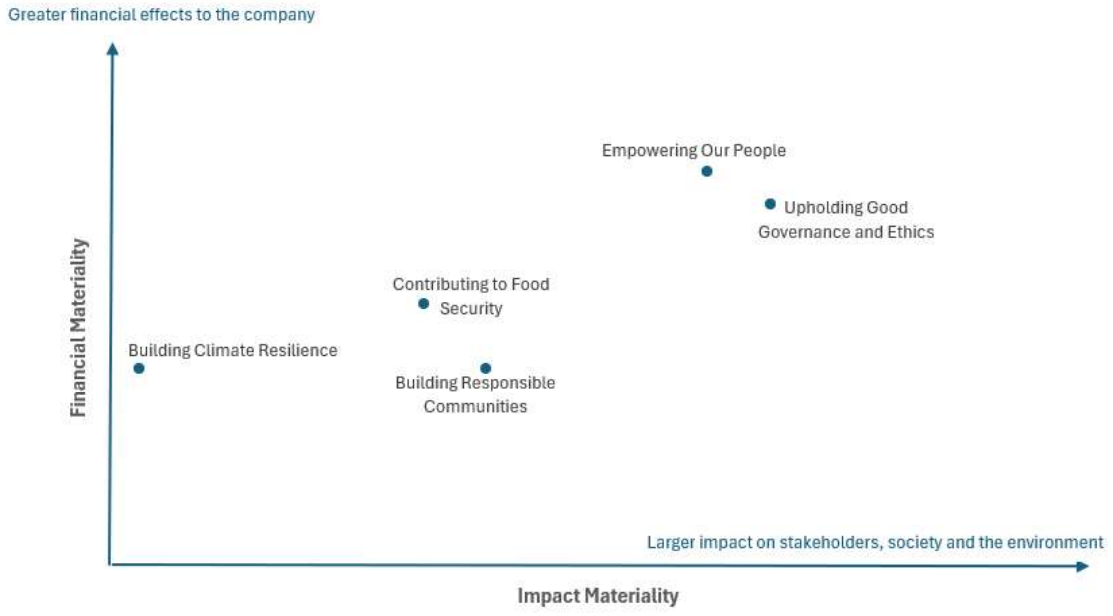 Greater financial effects to the company
Empowering Our People
Upholding Good
Governance and Ethics
Contributing to Food
Security
Building Climate Resilience
Building Responsible
Communities
Financial Materiality
Larger impact on stakeholders, society and the environment
Impact Materiality